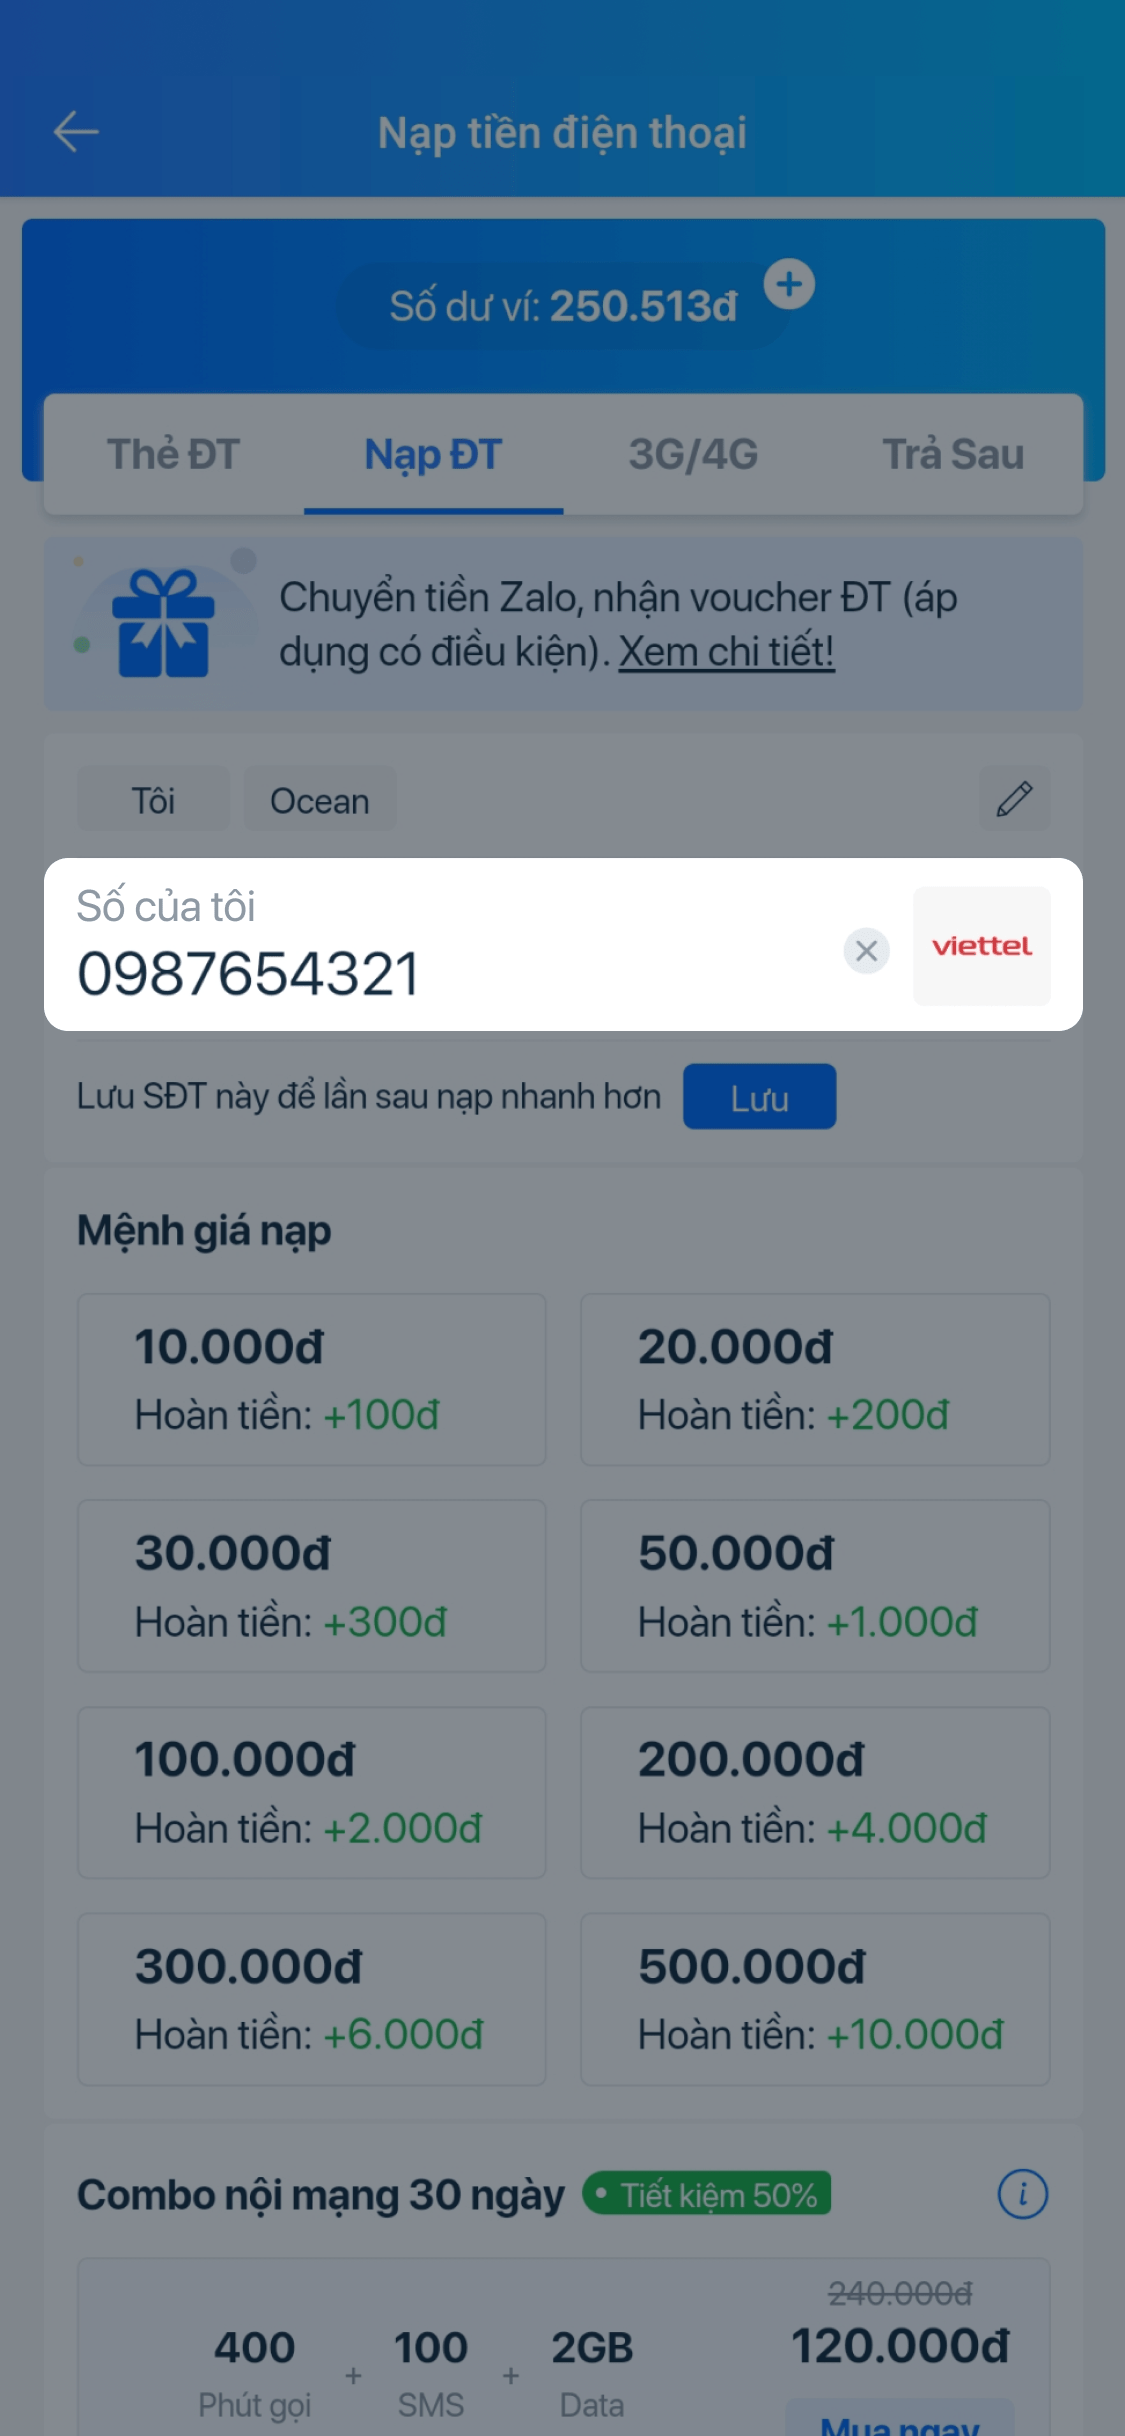 Nạp tiền điện thoại
Số dư ví: 250.513đ
Thẻ ĐT
Nạp ĐT
3G/4G
Trả Sau
Chuyển tiền Zalo, nhận voucher ĐT (áp
dụng có điều kiện). Xem chi tiết!
Tôi
Ocean
Số của tôi
0987654321
viettel
Lưu SĐT này để lần sau nạp nhanh hơn
Lưu
Mệnh giá nạp
10.000đ
Hoàn tiền: +100đ
20.000đ
Hoàn tiền: +200đ
30.000đ
Hoàn tiền: +300đ
50.000đ
Hoàn tiền: +1.000đ
100.000đ
Hoàn tiền: +2.000đ
200.000đ
Hoàn tiền: +4.000đ
300.000đ
Hoàn tiền: +6.000đ
500.000đ
Hoàn tiền: +10.000đ
Combo nội mạng 30 ngày
• Tiết kiệm 50%
i
240.000đ
120.000đ
400 + 100 + 2GB
Phút gọi SMS Data
Mua ngay